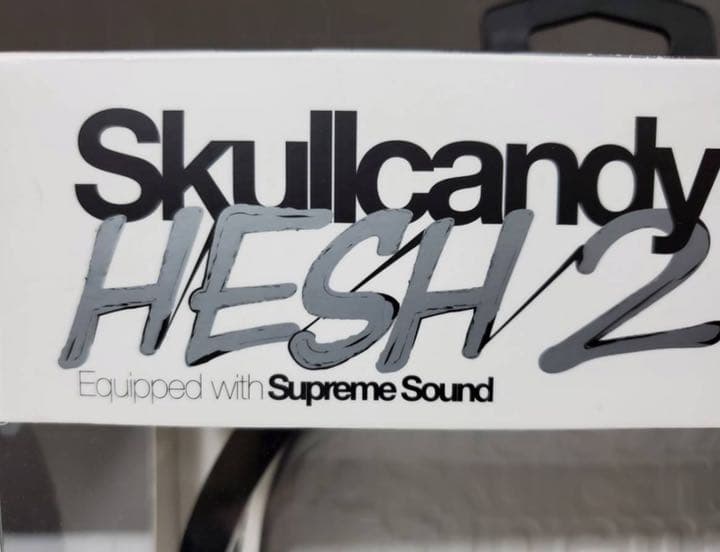 Skullcandy
HESH 2
Equipped with Supreme Sound